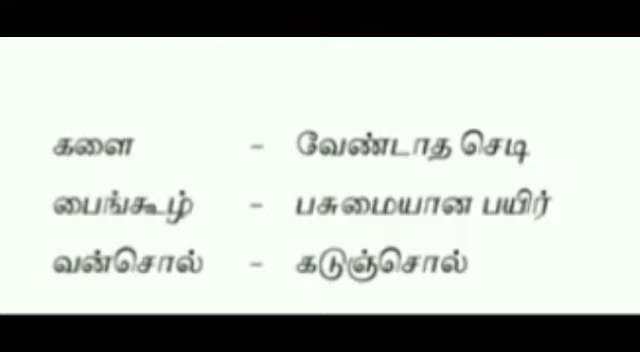 களை - வேண்டாத செடி
பைங்கூழ் - பசுமையான பயிர்
வன்சொல் - கடுஞ்சொல்